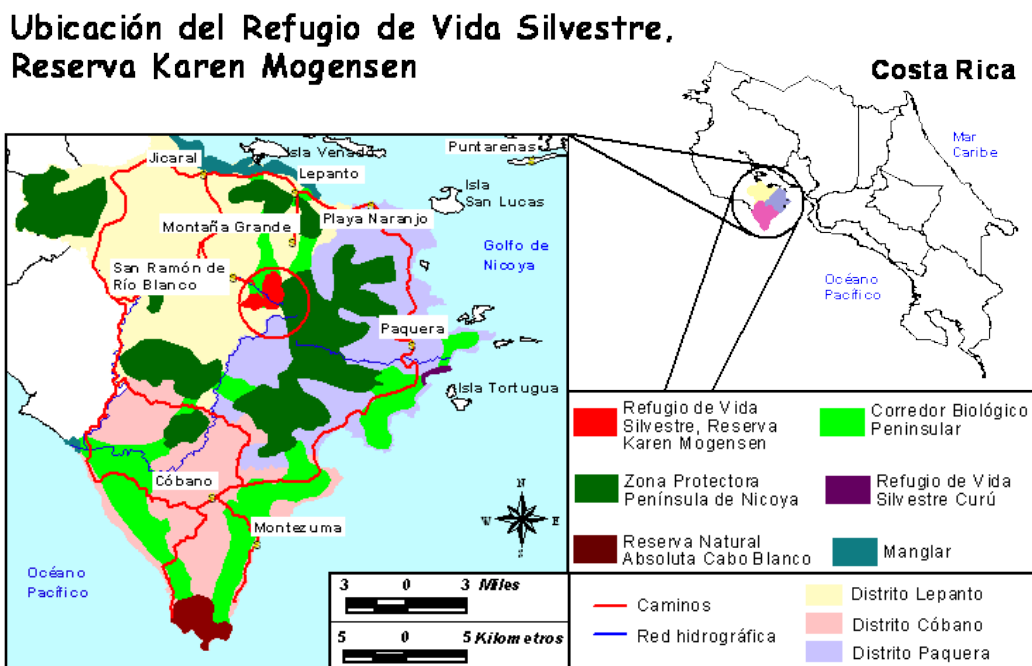 Ubicación del Refugio de Vida Silvestre,
Reserva Karen Mogensen
Costa Rica
Mar
Caribe
Océano
Pacífico
Jicaral
Isla Venado
Puntarenas
Lepanto
Isla
San Lucas
Playa Naranjo
Montaña Grande
Golfo de
Nicoya
San Ramón de
Río Blanco
Paquera
Isla Tortugua
Cóbano
Montezuma
Océano
Pacífico
N
W E
S
3 0 3 Miles
5 0 5 Kilometros
Refugio de Vida
Silvestre, Reserva
Karen Mogensen
Corredor Biológico
Peninsular
Zona Protectora
Península de Nicoya
Refugio de Vida
Silvestre Curú
Reserva Natural
Absoluta Cabo Blanco
Manglar
Caminos
Red hidrográfica
Distrito Lepanto
Distrito Cóbano
Distrito Paquera